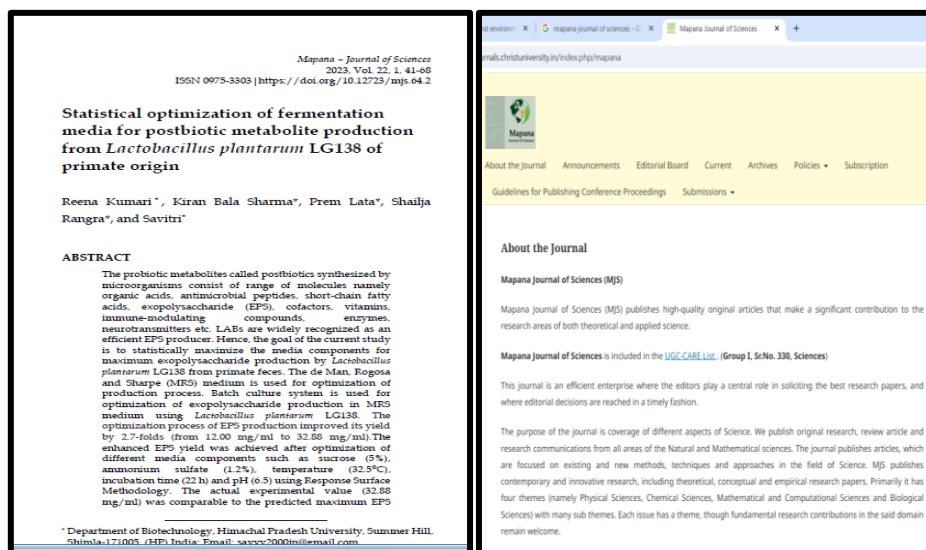 Mapana – Journal of Sciences
2023, Vol. 22, 1, 41-68
ISSN 0975-3303|https://doi.org/10.12723/mjs.64.2
Statistical optimization of fermentation
media for postbiotic metabolite production
from Lactobacillus plantarum LG138 of
primate origin
Reena Kumari*, Kiran Bala Sharma*, Prem Lata*, Shailja
Rangra*, and Savitri*
ABSTRACT
The probiotic metabolites called postbiotics synthesized by
microorganisms consist of range of molecules namely
organic acids, antimicrobial peptides, short-chain fatty
acids, exopolysaccharide (EPS), cofactors, vitamins,
immune-modulating compounds, enzymes,
neurotransmitters etc. LABs are widely recognized as an
efficient EPS producer. Hence, the goal of the current study
is to statistically maximize the media components for
maximum exopolysaccharide production by Lactobacillus
plantarum LG138 from primate feces. The de Man, Rogosa
and Sharpe (MRS) medium is used for optimization of
production process. Batch culture system is used for
optimization of exopolysaccharide production in MRS
medium using Lactobacillus plantarum LG138. The
optimization process of EPS production improved its yield
by 2.7-folds (from 12.00 mg/ml to 32.88 mg/ml).The
enhanced EPS yield was achieved after optimization of
different media components such as sucrose (5%),
ammonium sulfate (1.2%), temperature (32.5°C),
incubation time (22 h) and pH (6.5) using Response Surface
Methodology. The actual experimental value (32.88
mg/ml) was comparable to the predicted maximum EPS
* Department of Biotechnology, Himachal Pradesh University, Summer Hill,
Shimla-171005, (HP) India; Email:
nd environ
mapana journal of sciences - G
Mapana Journal of Sciences
rnals.christuniversity.in/index.php/mapana
Mapana
About the Journal Announcements Editorial Board Current Archives Policies Subscription
Guidelines for Publishing Conference Proceedings Submissions
About the Journal
Mapana Journal of Sciences (MJS)
Mapana Journal of Sciences (MJS) publishes high-quality original articles that make a significant contribution to the
research areas of both theoretical and applied science.
Mapana Journal of Sciences is included in the UGC-CARE List . (Group I, Sr.No. 330, Sciences)
This journal is an efficient enterprise where the editors play a central role in soliciting the best research papers, and
where editorial decisions are reached in a timely fashion.
The purpose of the journal is coverage of different aspects of Science. We publish original research, review article and
research communications from all areas of the Natural and Mathematical sciences. The journal publishes articles, which
are focused on existing and new methods, techniques and approaches in the field of Science. MJS publishes
contemporary and innovative research, including theoretical, conceptual and empirical research papers. Primarily it has
four themes (namely Physical Sciences, Chemical Sciences, Mathematical and Computational Sciences and Biological
Sciences) with many sub themes. Each issue has a theme, though fundamental research contributions in the said domain
remain welcome.